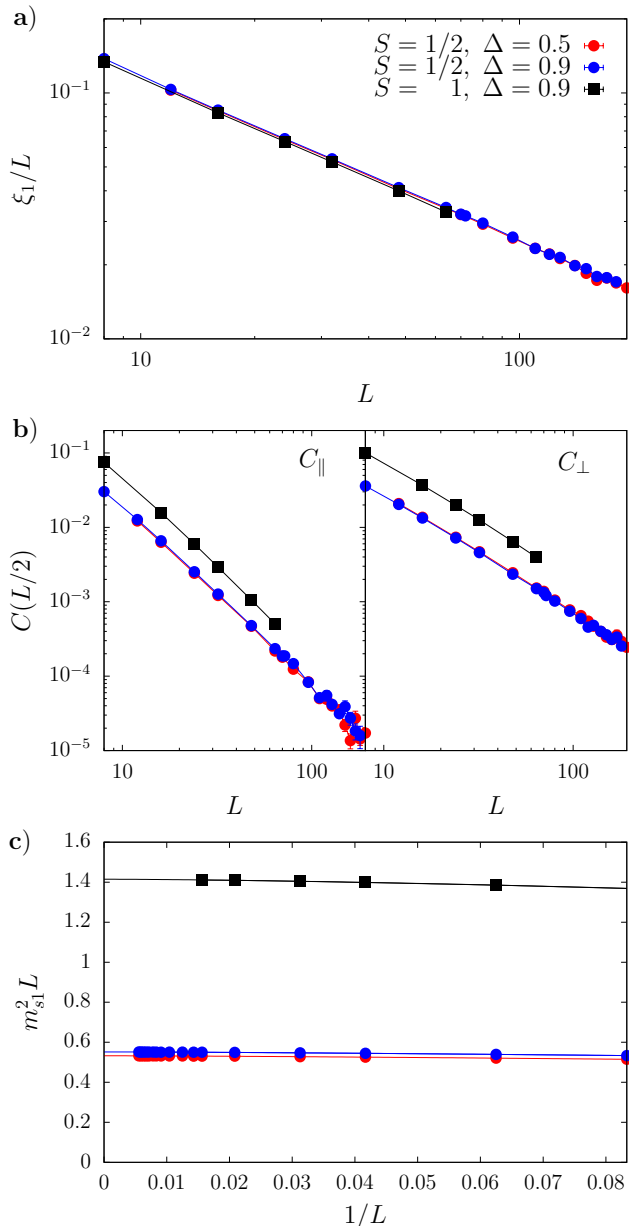 a)
S = 1/2, Δ = 0.5
S = 1/2, Δ = 0.9
S = 1, Δ = 0.9
10⁻¹
10⁻²
ξ₁/L
10 100
L
b)
C∥ C⊥
10⁻¹
10⁻²
10⁻³
10⁻⁴
10⁻⁵
C(L/2)
10 100 10 100
L L
c)
1.6
1.4
1.2
1
0.8
0.6
0.4
0.2
0
m²ₛ₁L
0 0.01 0.02 0.03 0.04 0.05 0.06 0.07 0.08
1/L